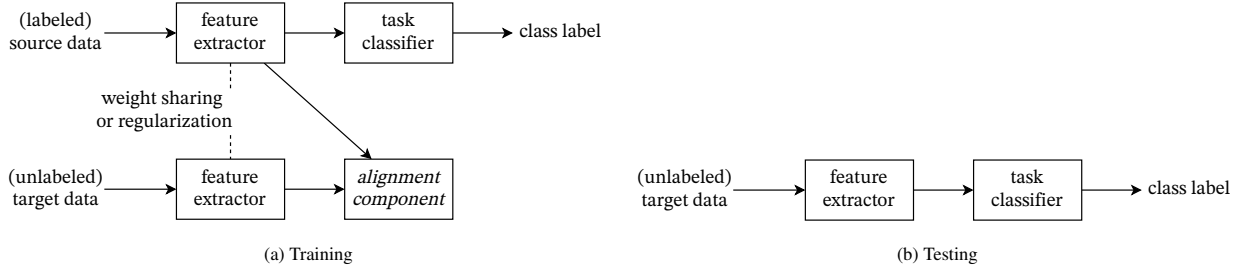 (labeled)
source data
feature
extractor
task
classifier
class label
weight sharing
or regularization
(unlabeled)
target data
feature
extractor
alignment
component
(a) Training
(unlabeled)
target data
feature
extractor
task
classifier
class label
(b) Testing